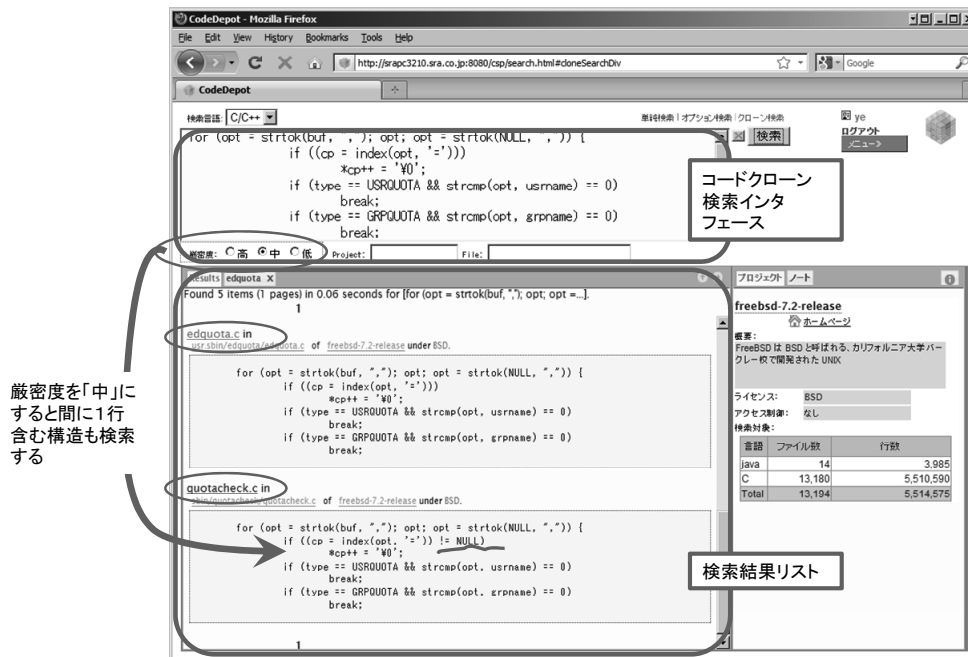 CodeDepot - Mozilla Firefox
File Edit View History Bookmarks Tools Help
http://srapc3210.sra.co.jp:8080/csp/search.html#cloneSearchDiv
Google
CodeDepot
検索言語: C/C++
単純検索 | オプション検索 | クローン検索
ye
ログアウト
メニュー》
検索
for (opt = strtok(buf, ","); opt; opt = strtok(NULL, ",")) {
if ((cp = index(opt, '=')))
*cp++ = '¥0';
if (type == USRQUOTA && strcmp(opt, usrname) == 0)
break;
if (type == GRPQUOTA && strcmp(opt, grpname) == 0)
break;
コードクローン
検索インタ
フェース
厳密度: 高 中 低 Project: File:
Results edquota X
Found 5 items (1 pages) in 0.06 seconds for [for (opt = strtok(buf, ","); opt; opt =...].
1
edquota.c in
usr.sbin/edquota/edquota.c of freebsd-7.2-release under BSD.
for (opt = strtok(buf, ","); opt; opt = strtok(NULL, ",")) {
if ((cp = index(opt, '=')))
*cp++ = '¥0';
if (type == USRQUOTA && strcmp(opt, usrname) == 0)
break;
if (type == GRPQUOTA && strcmp(opt, grpname) == 0)
break;
quotacheck.c in
sbin/quotacheck/quotacheck.c of freebsd-7.2-release under BSD.
for (opt = strtok(buf, ","); opt; opt = strtok(NULL, ",")) {
if ((cp = index(opt, '=')) != NULL)
*cp++ = '¥0';
if (type == USRQUOTA && strcmp(opt, usrname) == 0)
break;
if (type == GRPQUOTA && strcmp(opt, grpname) == 0)
break;
1
厳密度を「中」に
すると間に1行
含む構造も検索
する
検索結果リスト
プロジェクト ノート
freebsd-7.2-release
ホームページ
概要:
FreeBSD は BSD と呼ばれる、カリフォルニア大学バー
クレー校で開発された UNIX
ライセンス: BSD
アクセス制御: なし
検索対象:
言語 ファイル数 行数
java 14 3,985
C 13,180 5,510,590
Total 13,194 5,514,575